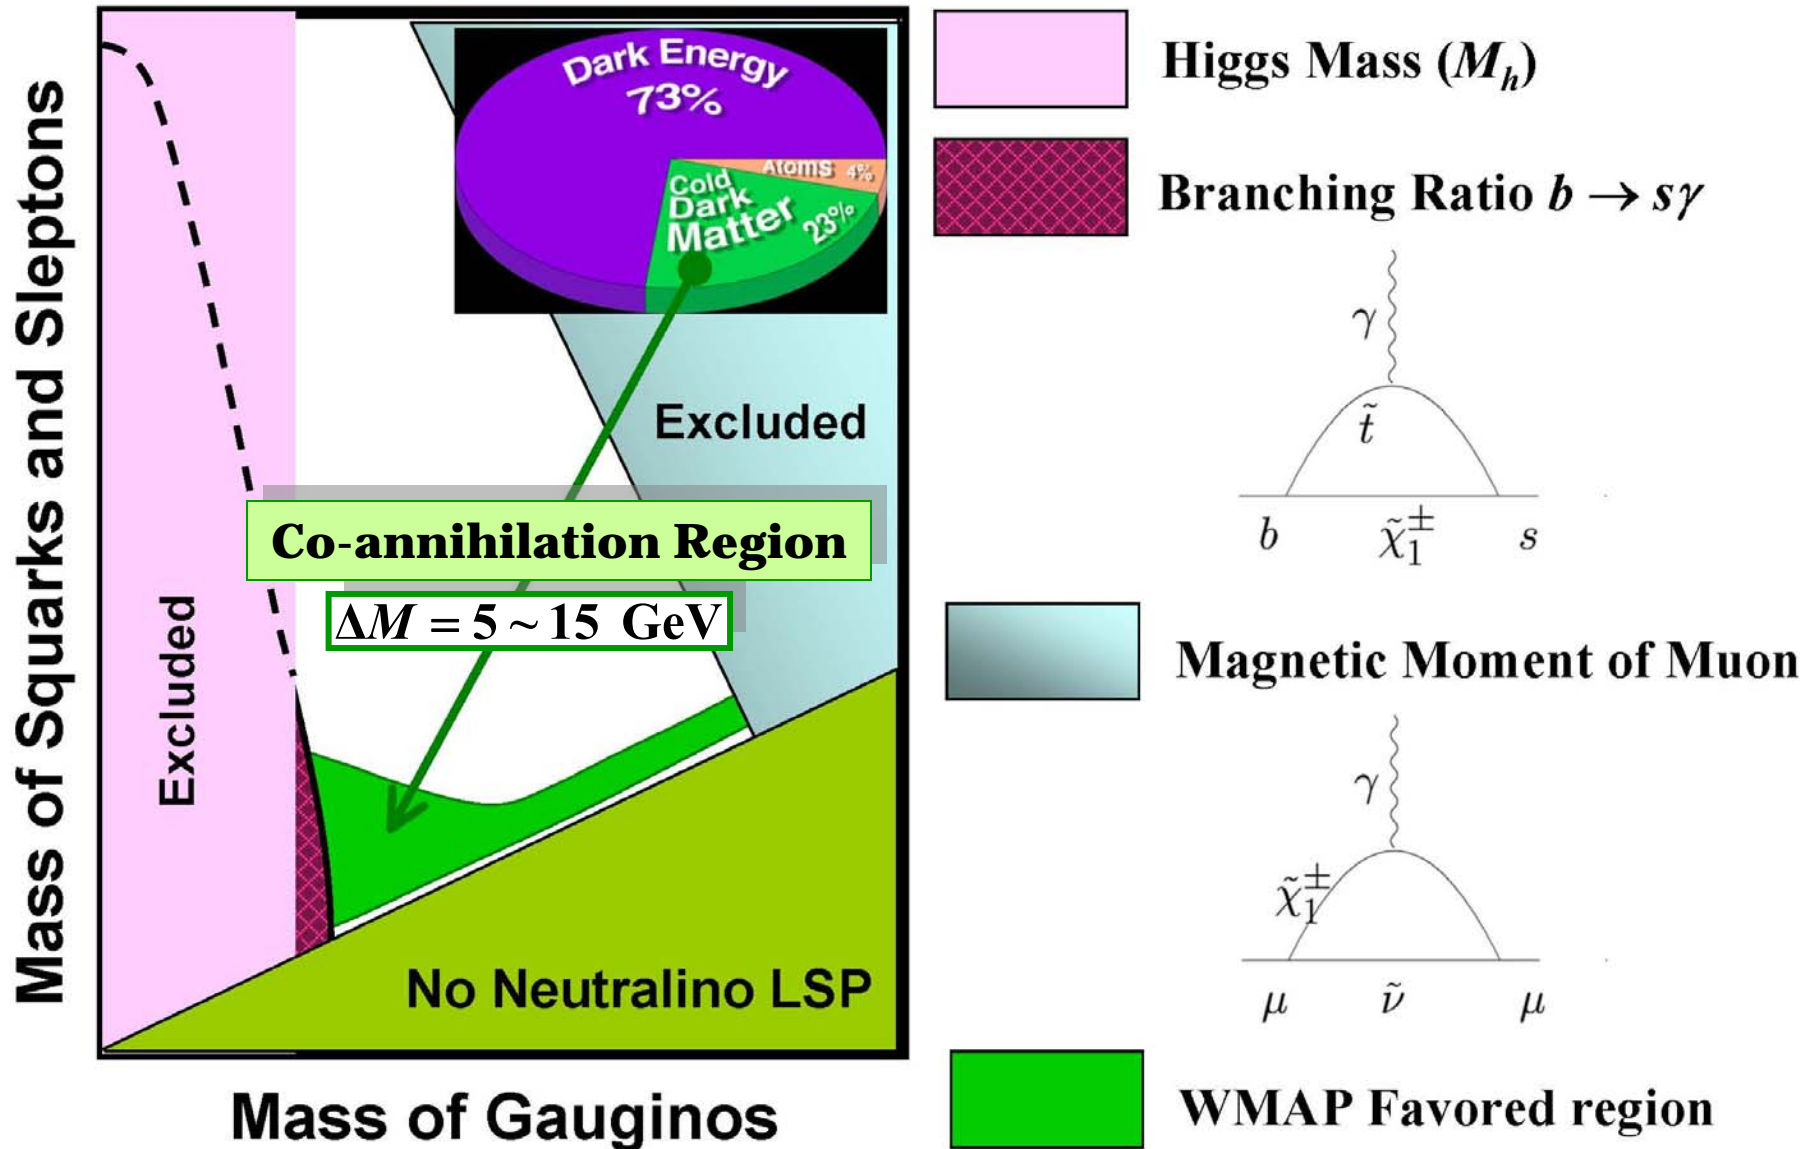 Mass of Squarks and Sleptons
Dark Energy
73%
Atoms 4%
Cold
Dark
Matter
23%
Excluded
Co-annihilation Region
ΔM = 5 ~ 15 GeV
Excluded
No Neutralino LSP
Mass of Gauginos
Higgs Mass (Mₕ)
Branching Ratio b → sγ
γ
t̃
b χ̃₁± s
Magnetic Moment of Muon
γ
χ̃₁±
μ ν̃ μ
WMAP Favored region